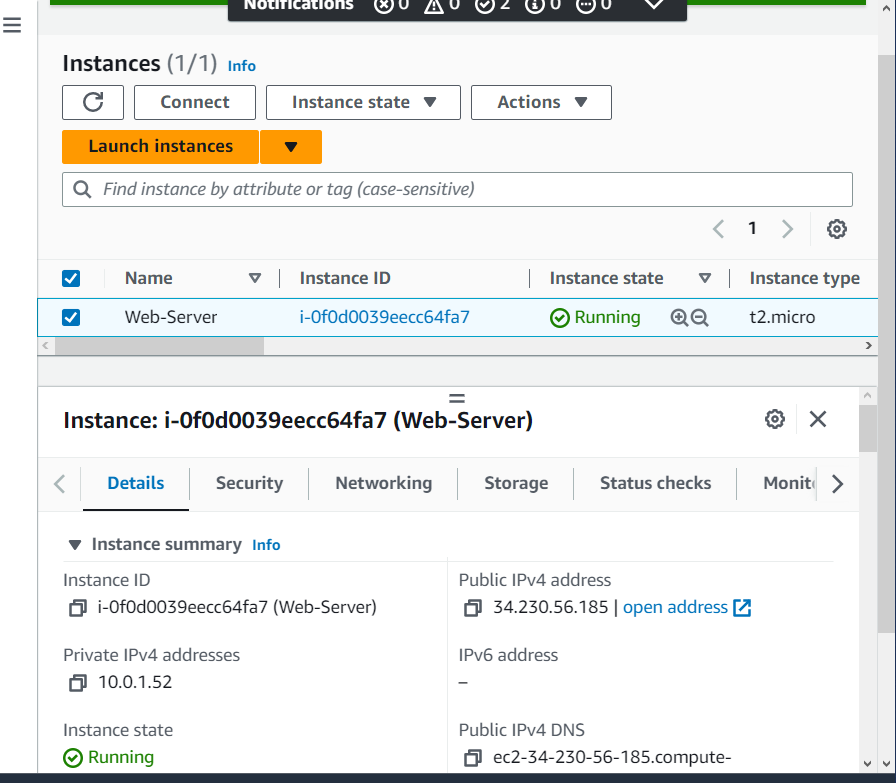 Notifications 0 0 2 0 0
Instances (1/1) Info
Connect Instance state Actions
Launch instances
Find instance by attribute or tag (case-sensitive)
1
Name Instance ID Instance state Instance type
Web-Server i-0f0d0039eecc64fa7 Running t2.micro
Instance: i-0f0d0039eecc64fa7 (Web-Server)
Details Security Networking Storage Status checks Monit
Instance summary Info
Instance ID Public IPv4 address
i-0f0d0039eecc64fa7 (Web-Server) 34.230.56.185 | open address
Private IPv4 addresses IPv6 address
10.0.1.52 –
Instance state Public IPv4 DNS
Running ec2-34-230-56-185.compute-